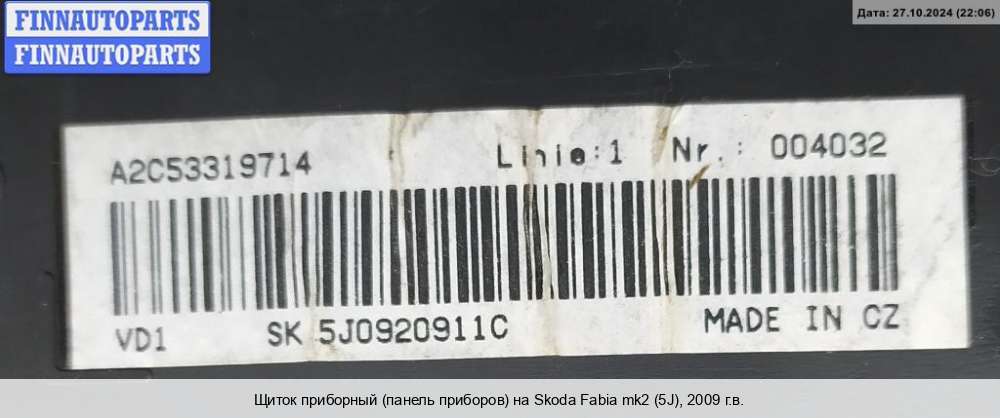 FINNAUTOPARTS
FINNAUTOPARTS
Дата: 27.10.2024 (22:06)
A2C53319714 Linie:1 Nr.: 004032
VD1 SK 5J0920911C MADE IN CZ
Щиток приборный (панель приборов) на Skoda Fabia mk2 (5J), 2009 г.в.